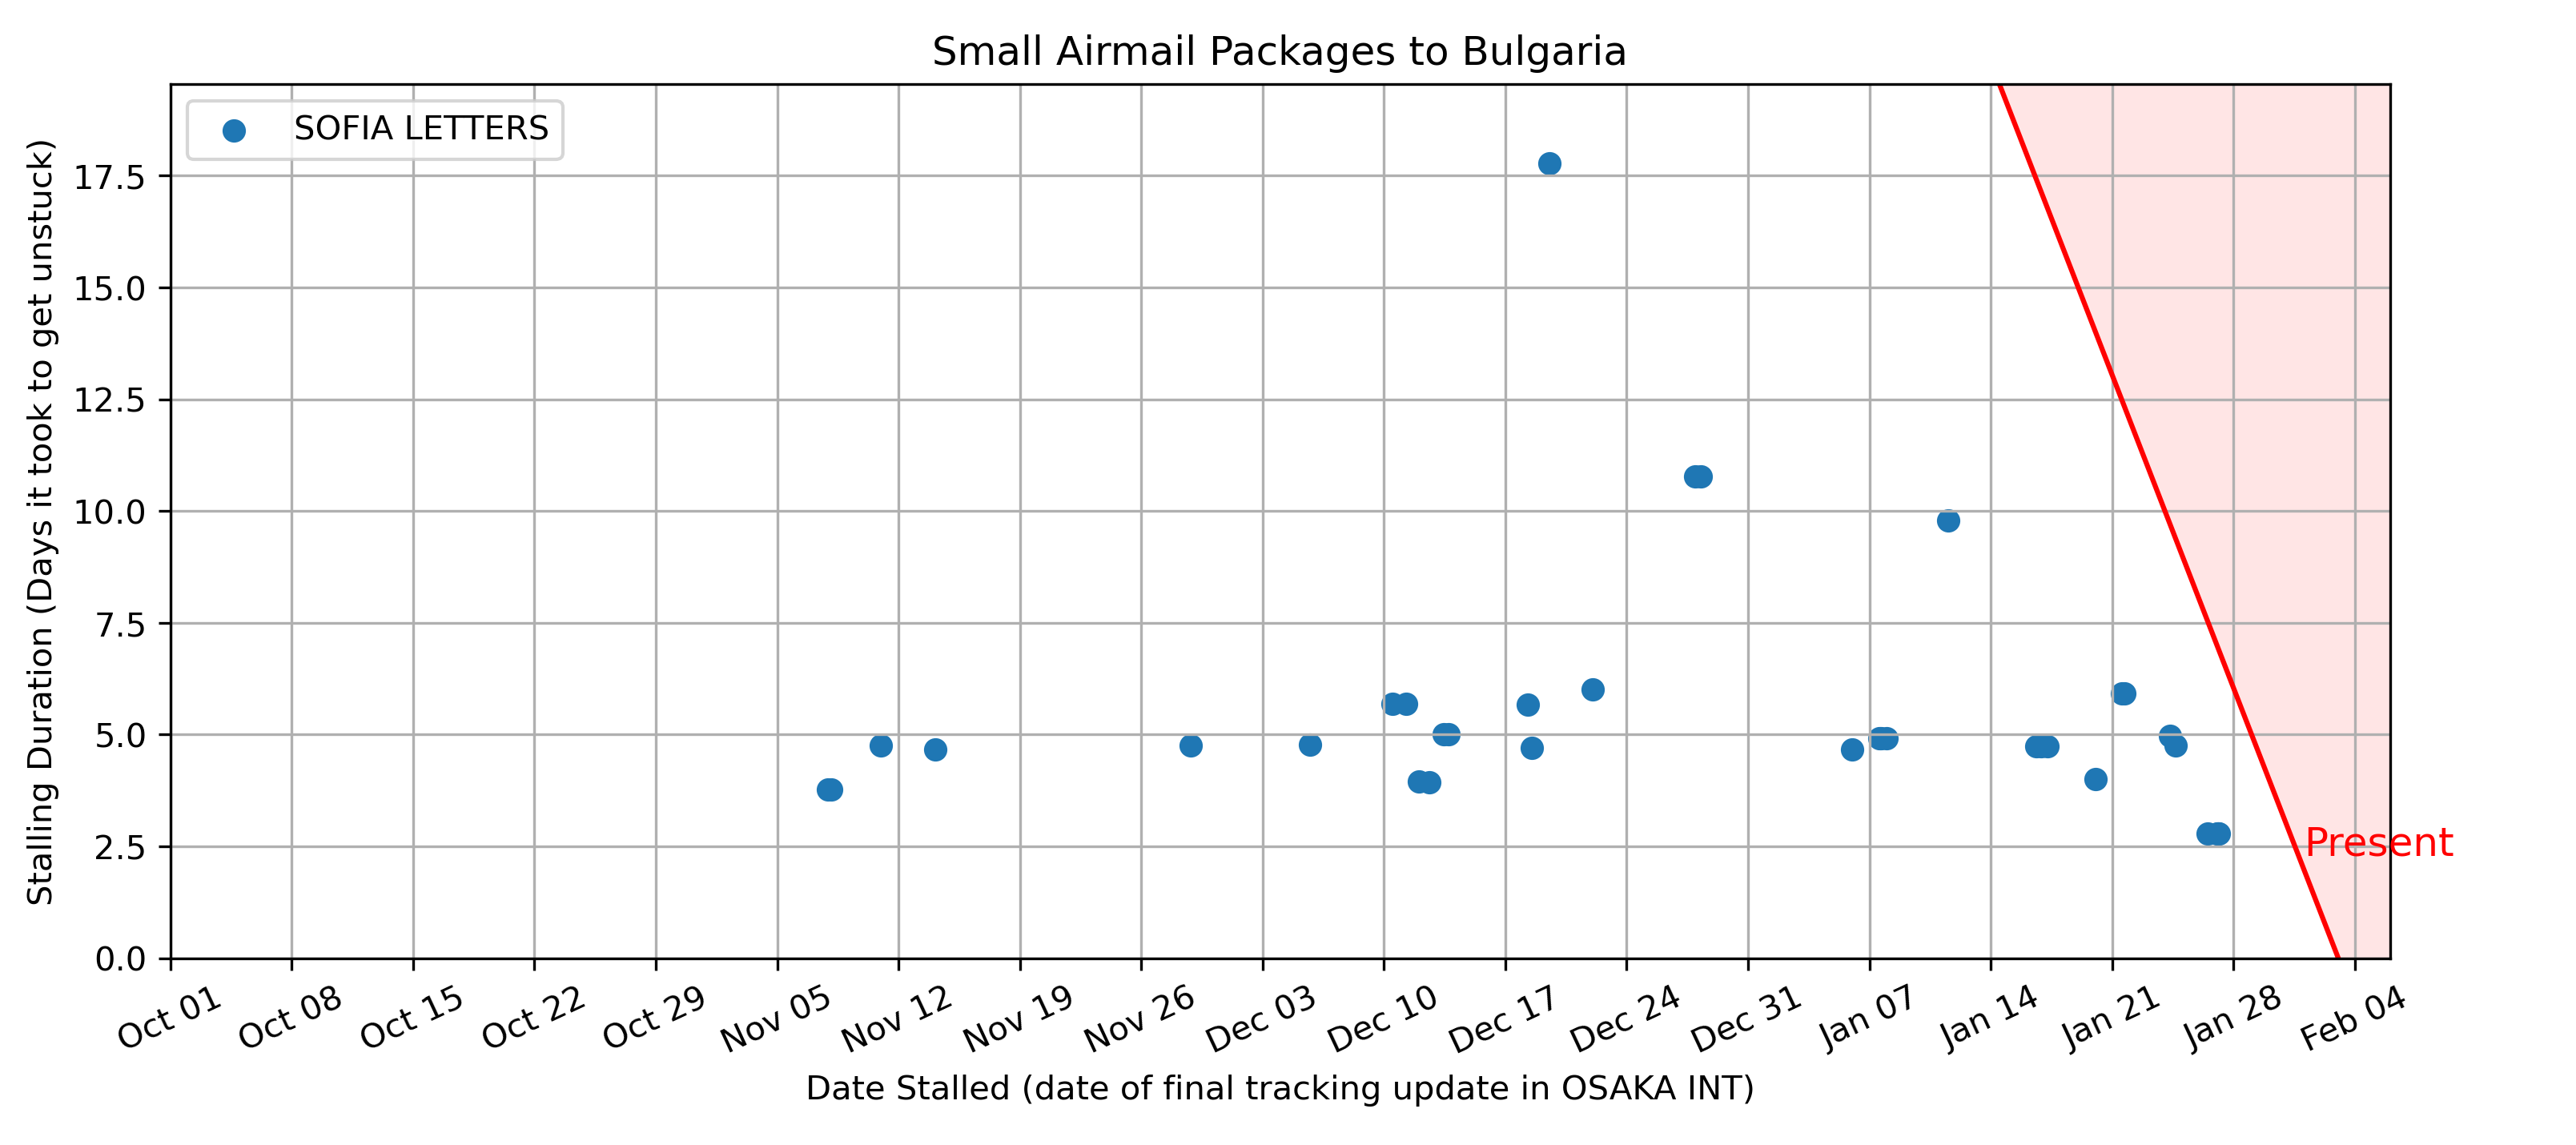 Small Airmail Packages to Bulgaria
SOFIA LETTERS
Stalling Duration (Days it took to get unstuck)
17.5
15.0
12.5
10.0
7.5
5.0
2.5
0.0
Present
Oct 01 Oct 08 Oct 15 Oct 22 Oct 29 Nov 05 Nov 12 Nov 19 Nov 26 Dec 03 Dec 10 Dec 17 Dec 24 Dec 31 Jan 07 Jan 14 Jan 21 Jan 28 Feb 04
Date Stalled (date of final tracking update in OSAKA INT)